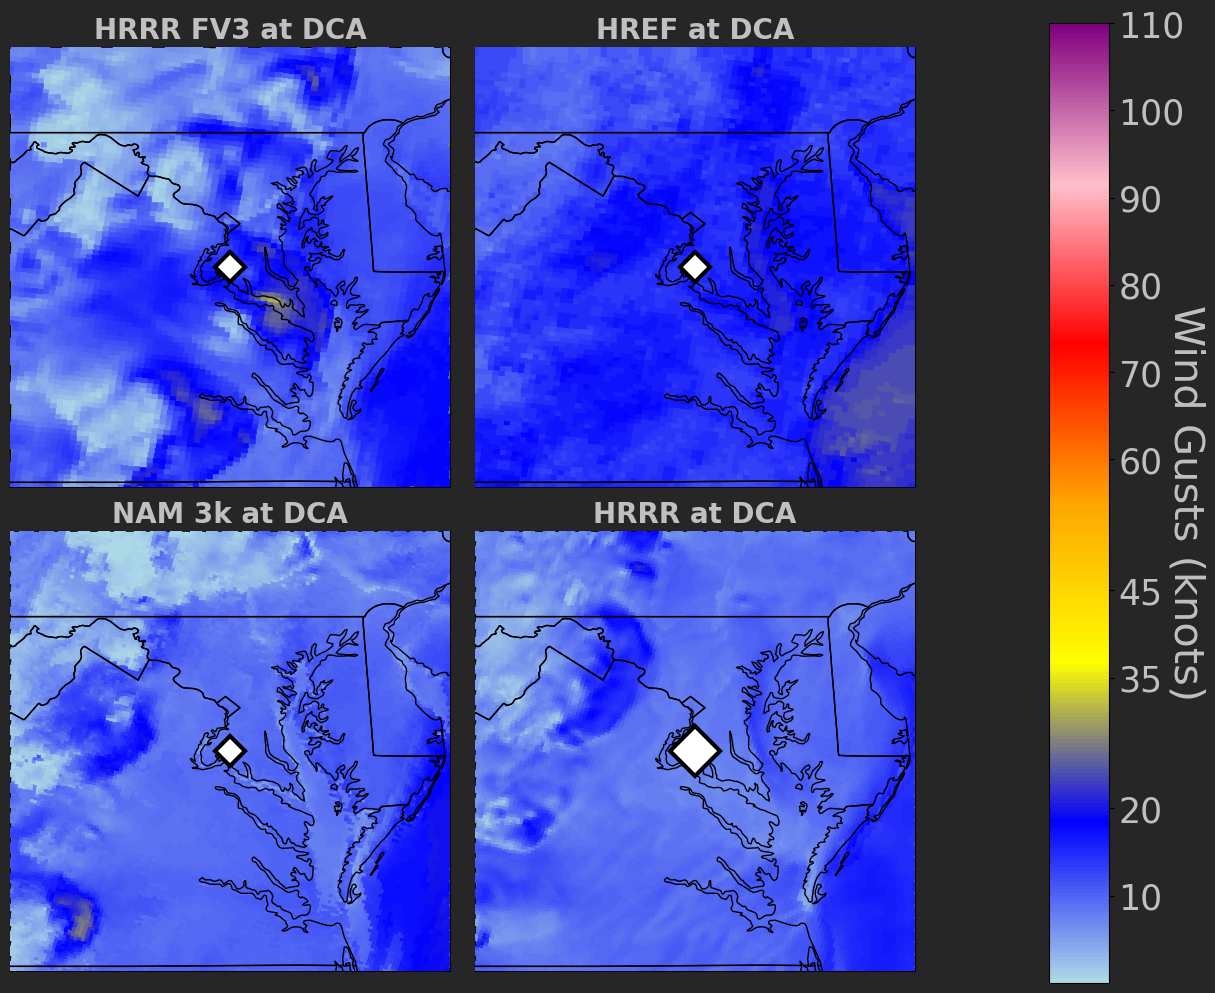 HRRR FV3 at DCA
HREF at DCA
NAM 3k at DCA
HRRR at DCA
110
100
90
80
70
60
45
35
20
10
Wind Gusts (knots)